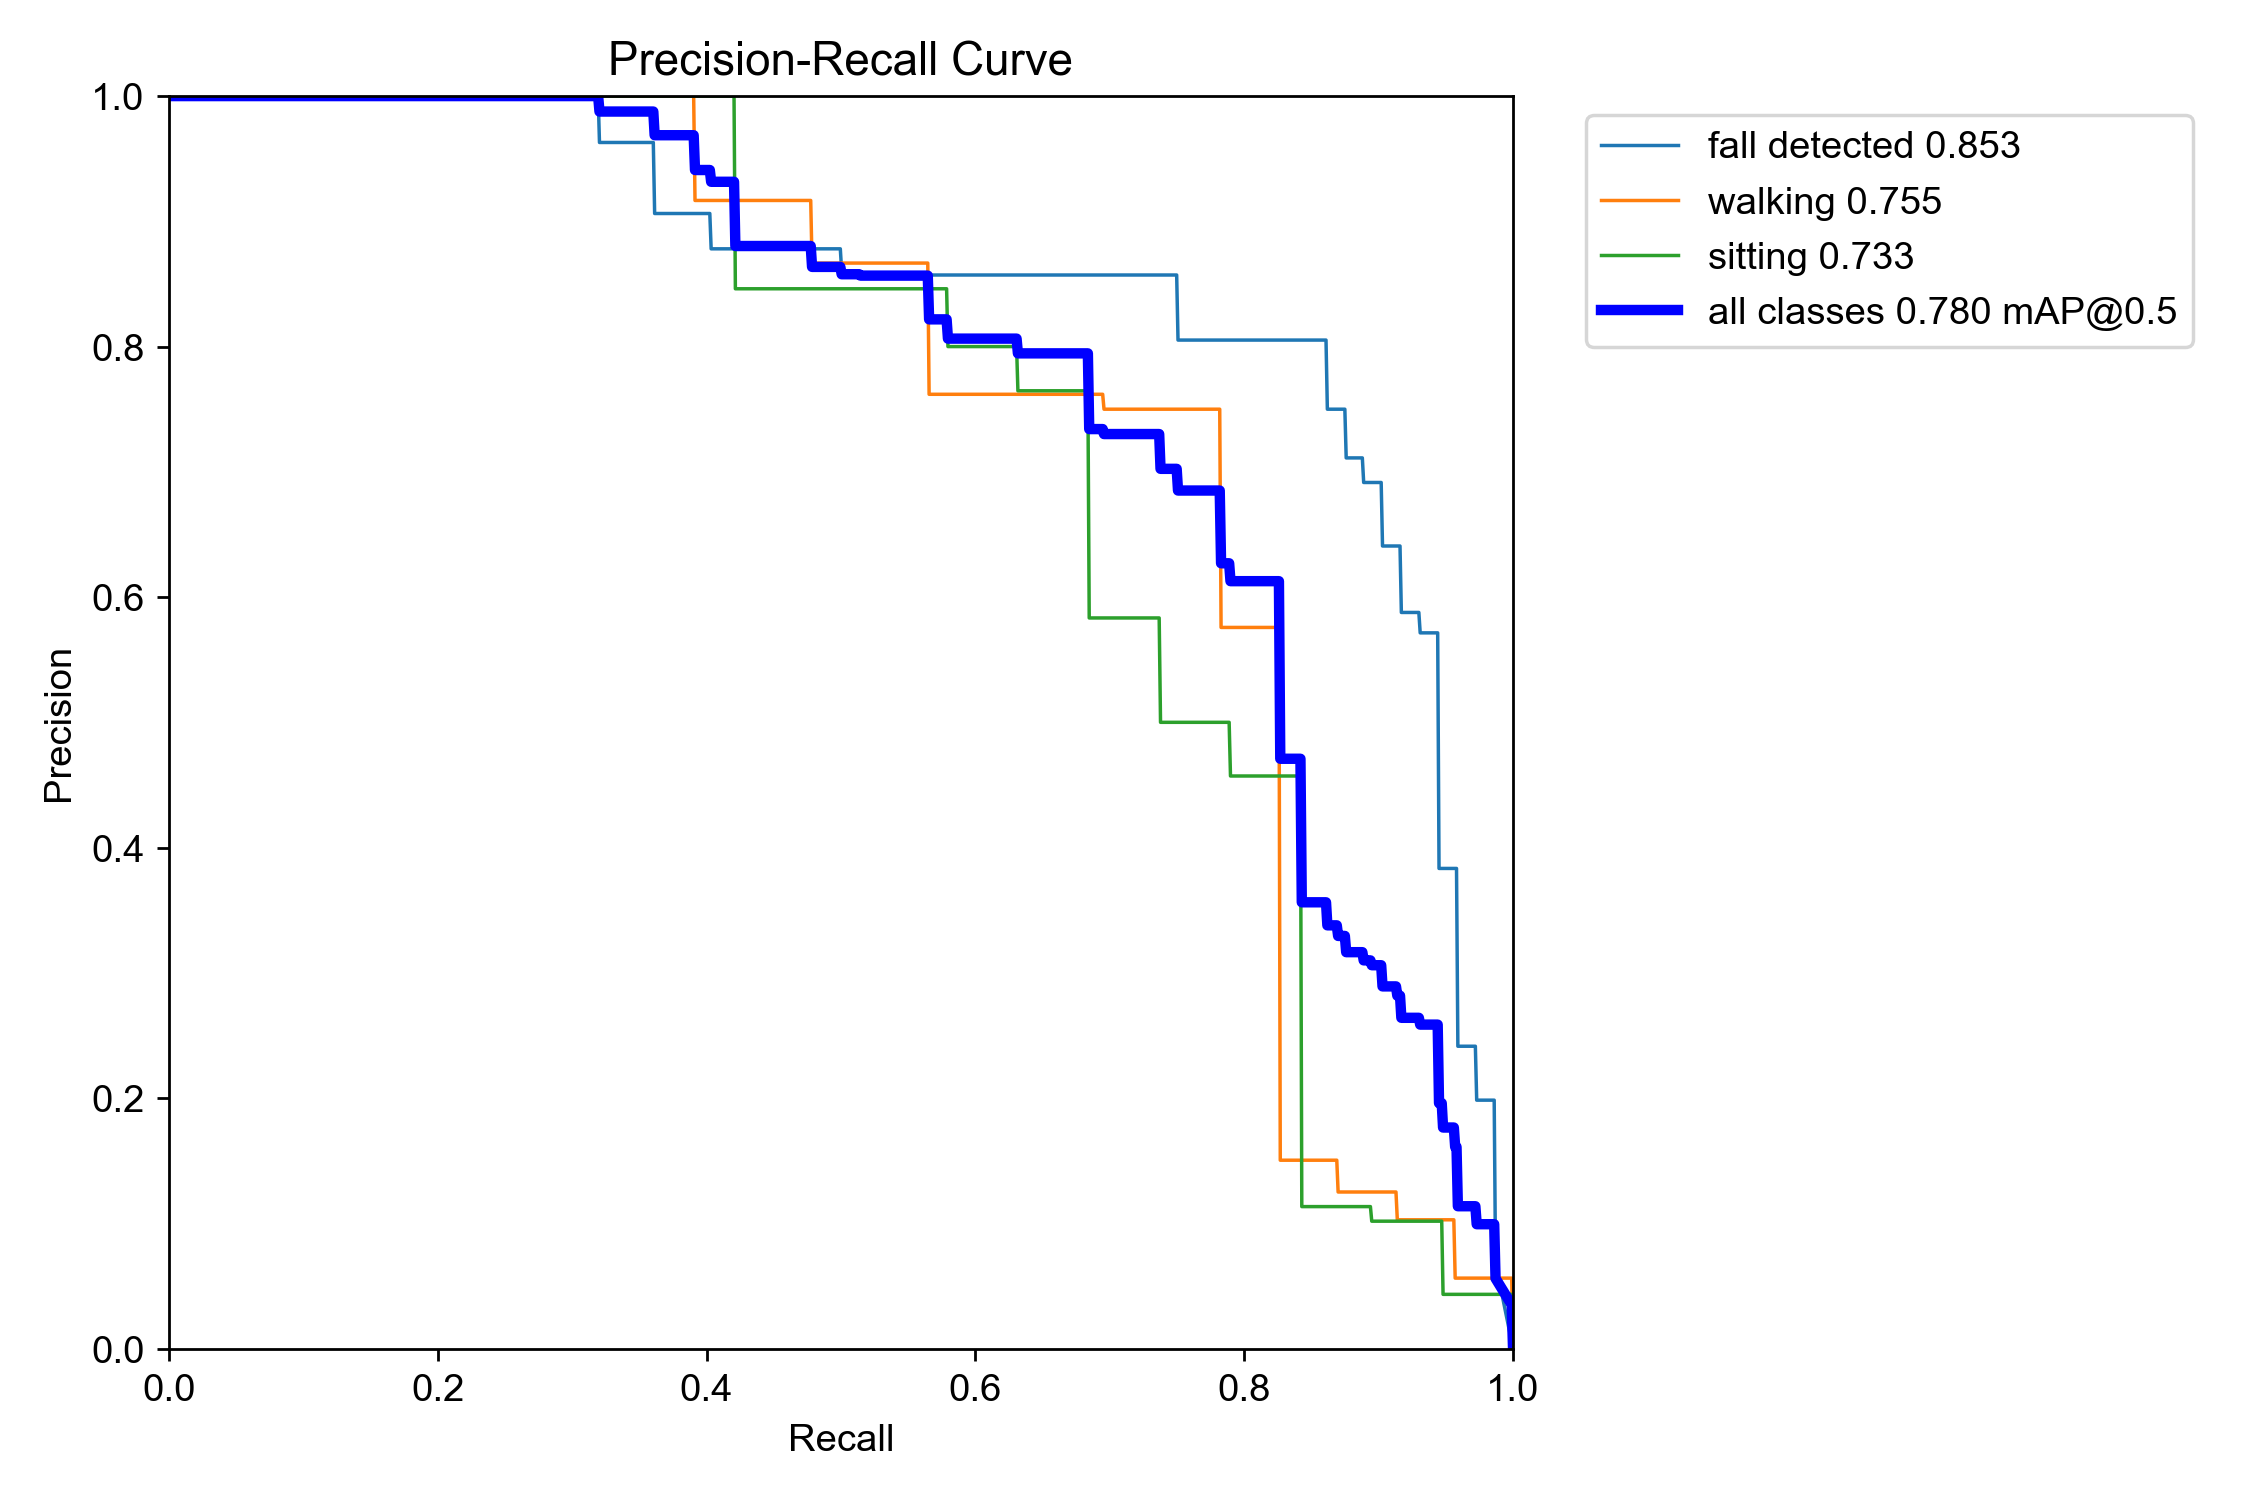 Precision-Recall Curve
1.0
0.8
0.6
0.4
0.2
0.0
Precision
0.0 0.2 0.4 0.6 0.8 1.0
Recall
fall detected 0.853
walking 0.755
sitting 0.733
all classes 0.780 mAP@0.5